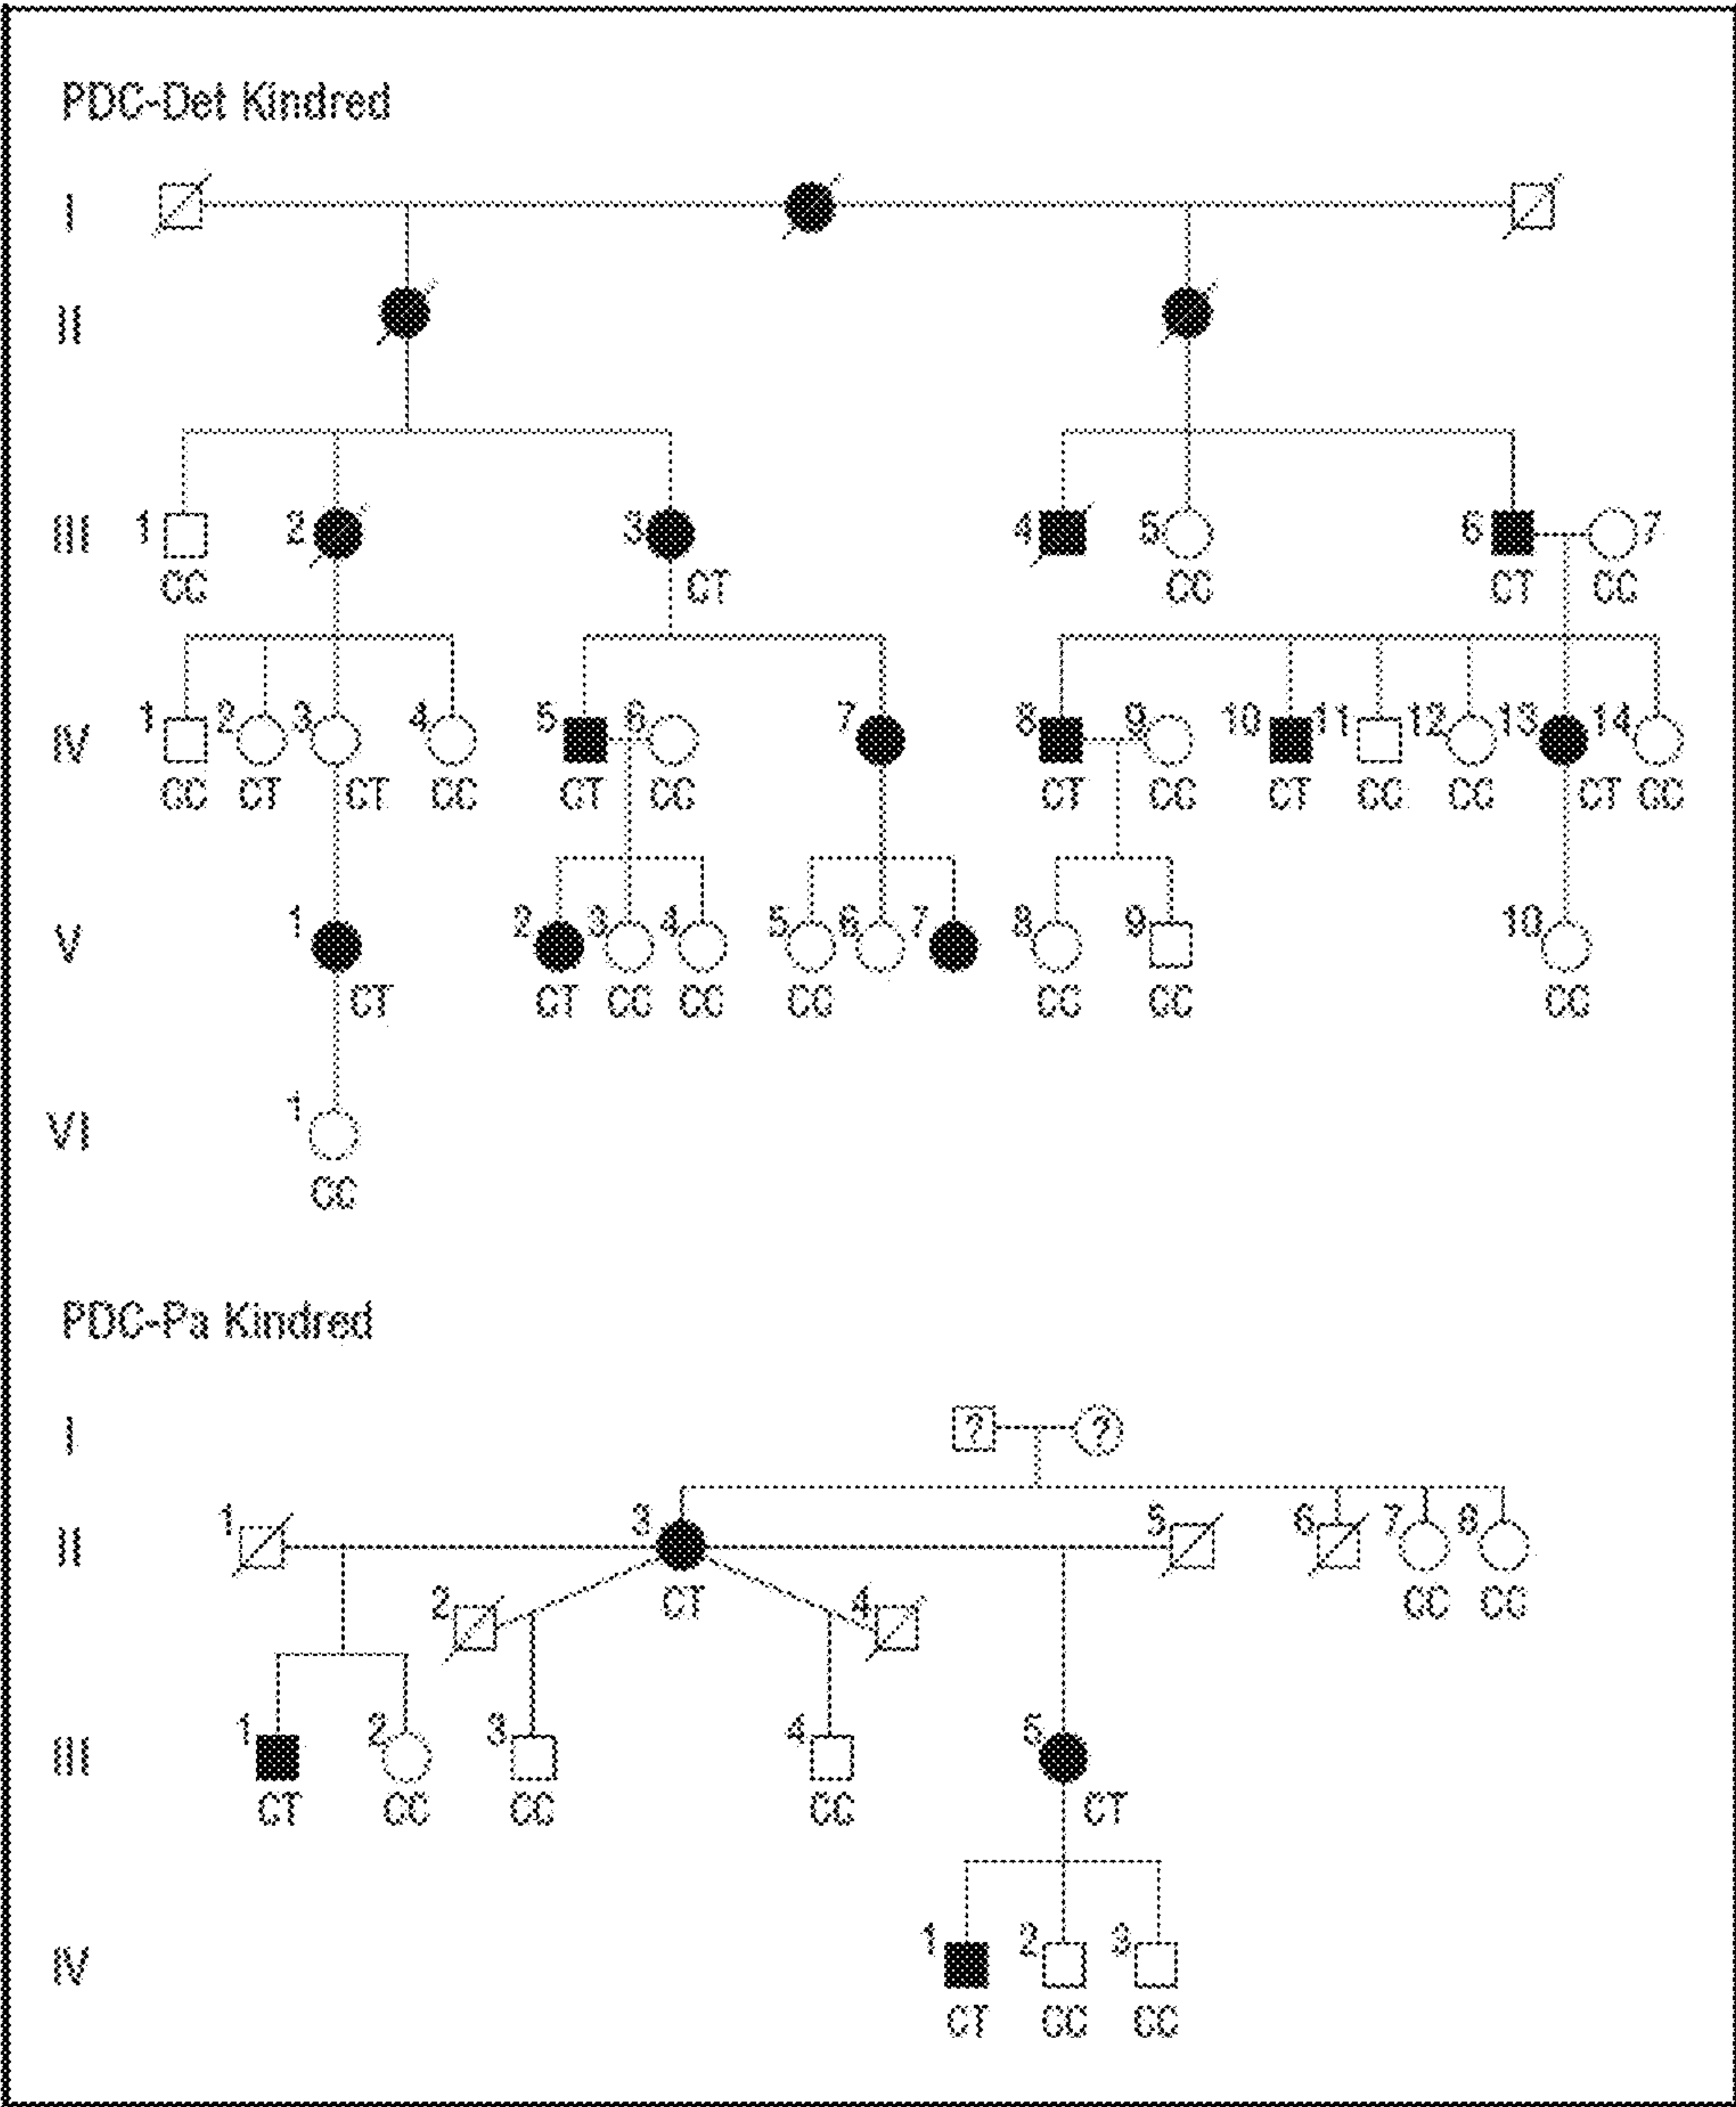 PDC-Det Kindred
I
II
III 1 2 3 4 5 6 7
CC CT CC CT CC
IV 1 2 3 4 5 6 7 8 9 10 11 12 13 14
CC CT CT CC CT CC CT CC CT CC CC CT CC
V 1 2 3 4 5 6 7 8 9 10
CT CT CC CC CC CC CC CC
VI 1
CC
PDC-Pa Kindred
I ? ?
II 1 3 5 6 7 8
2 CT 4 CC CC
III 1 2 3 4 5
CT CC CC CC CT
IV 1 2 3
CT CC CC